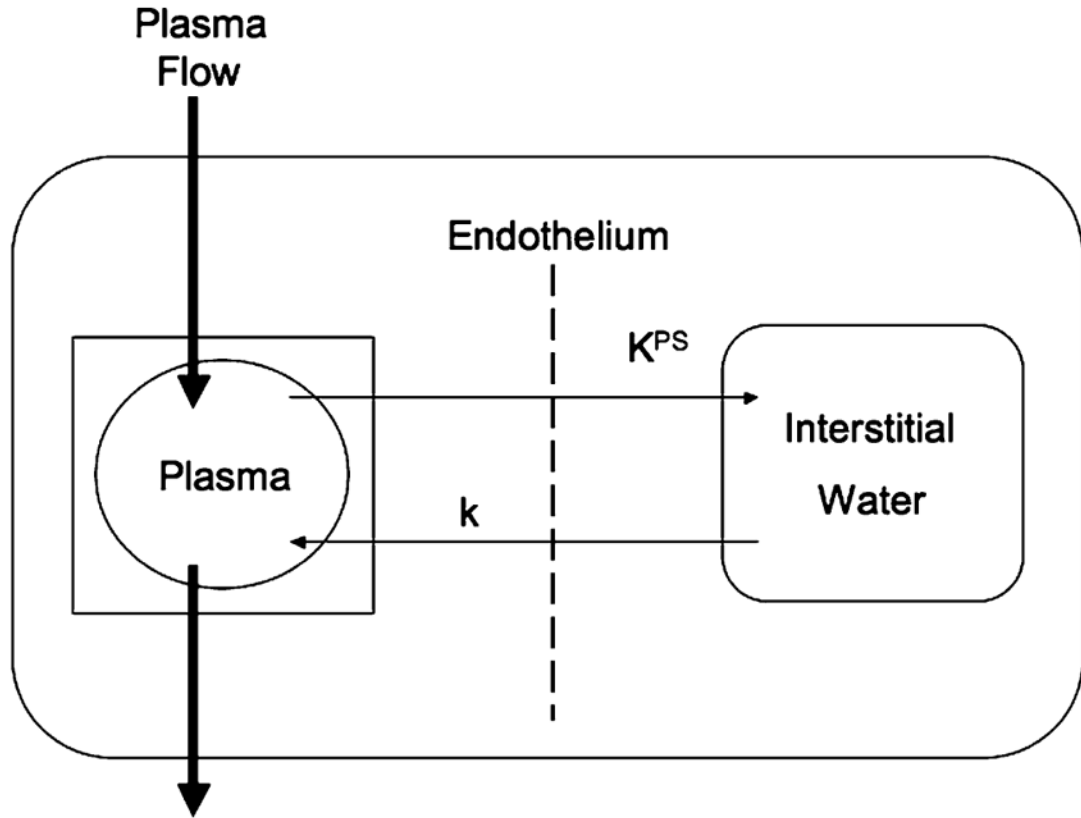 Plasma
Flow
Endothelium
K^PS
Plasma
k
Interstitial
Water